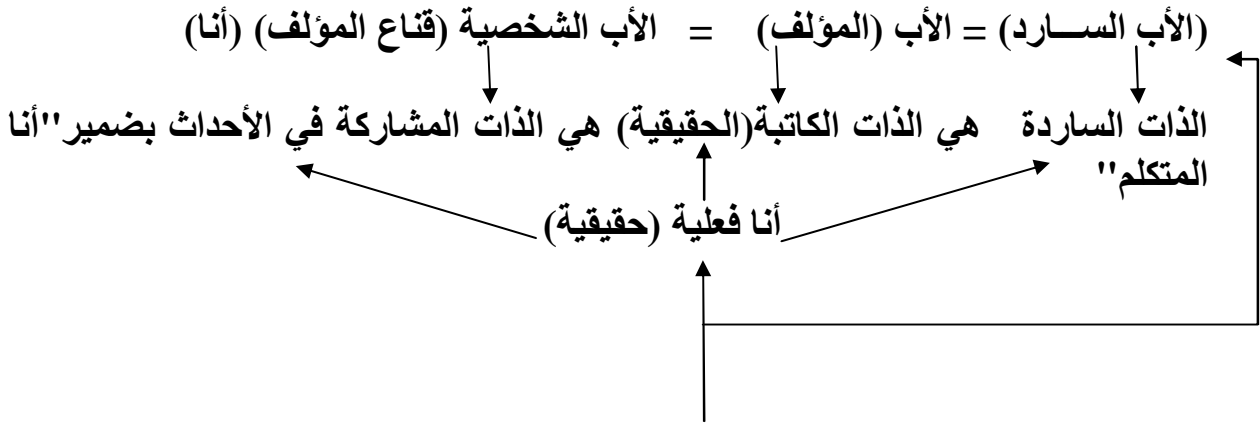 (الأب الســـارد) = الأب (المؤلف) = الأب الشخصية (قناع المؤلف) (أنا)
الذات الساردة هي الذات الكاتبة(الحقيقية) هي الذات المشاركة في الأحداث بضمير"أنا
المتكلم"
أنا فعلية (حقيقية)